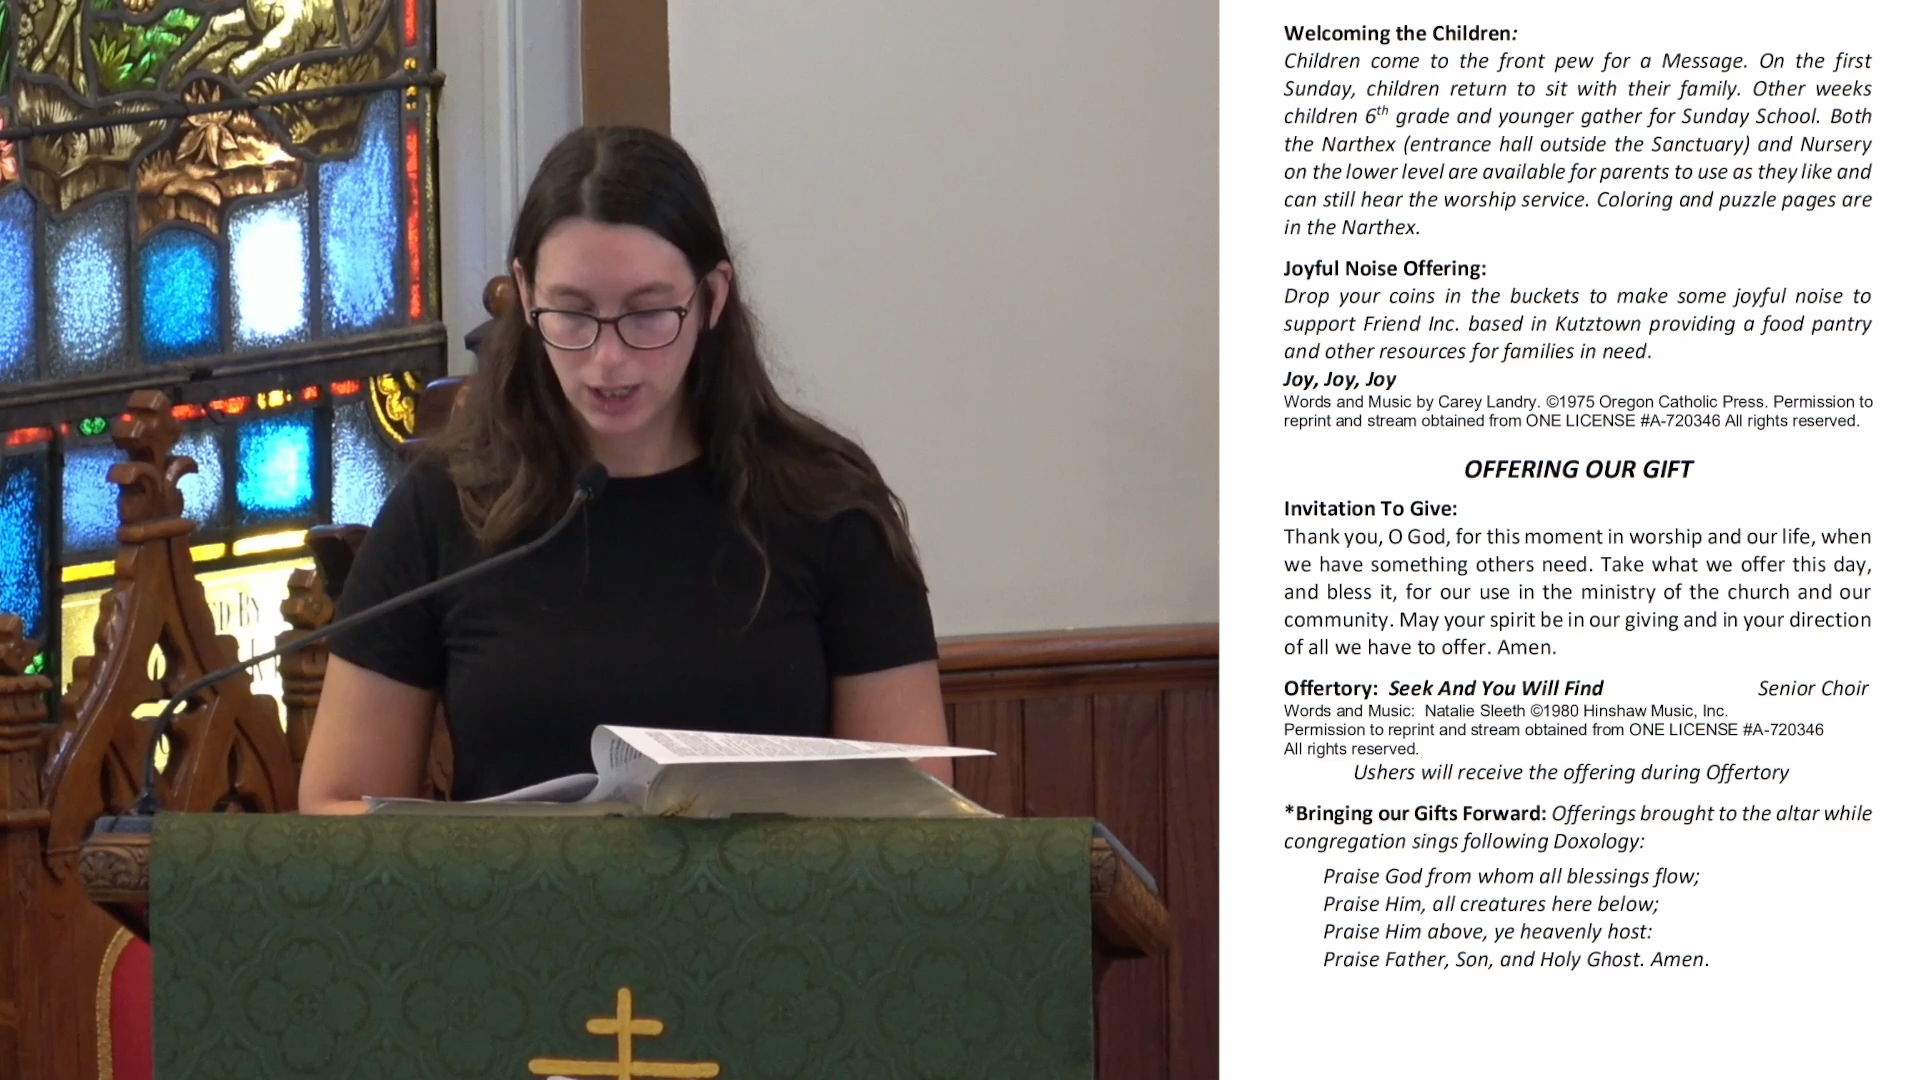 Welcoming the Children:
Children come to the front pew for a Message. On the first
Sunday, children return to sit with their family. Other weeks
children 6th grade and younger gather for Sunday School. Both
the Narthex (entrance hall outside the Sanctuary) and Nursery
on the lower level are available for parents to use as they like and
can still hear the worship service. Coloring and puzzle pages are
in the Narthex.
Joyful Noise Offering:
Drop your coins in the buckets to make some joyful noise to
support Friend Inc. based in Kutztown providing a food pantry
and other resources for families in need.
Joy, Joy, Joy
Words and Music by Carey Landry. ©1975 Oregon Catholic Press. Permission to
reprint and stream obtained from ONE LICENSE #A-720346 All rights reserved.
OFFERING OUR GIFT
Invitation To Give:
Thank you, O God, for this moment in worship and our life, when
we have something others need. Take what we offer this day,
and bless it, for our use in the ministry of the church and our
community. May your spirit be in our giving and in your direction
of all we have to offer. Amen.
Offertory: Seek And You Will Find Senior Choir
Words and Music: Natalie Sleeth ©1980 Hinshaw Music, Inc.
Permission to reprint and stream obtained from ONE LICENSE #A-720346
All rights reserved.
Ushers will receive the offering during Offertory
*Bringing our Gifts Forward: Offerings brought to the altar while
congregation sings following Doxology:
Praise God from whom all blessings flow;
Praise Him, all creatures here below;
Praise Him above, ye heavenly host:
Praise Father, Son, and Holy Ghost. Amen.